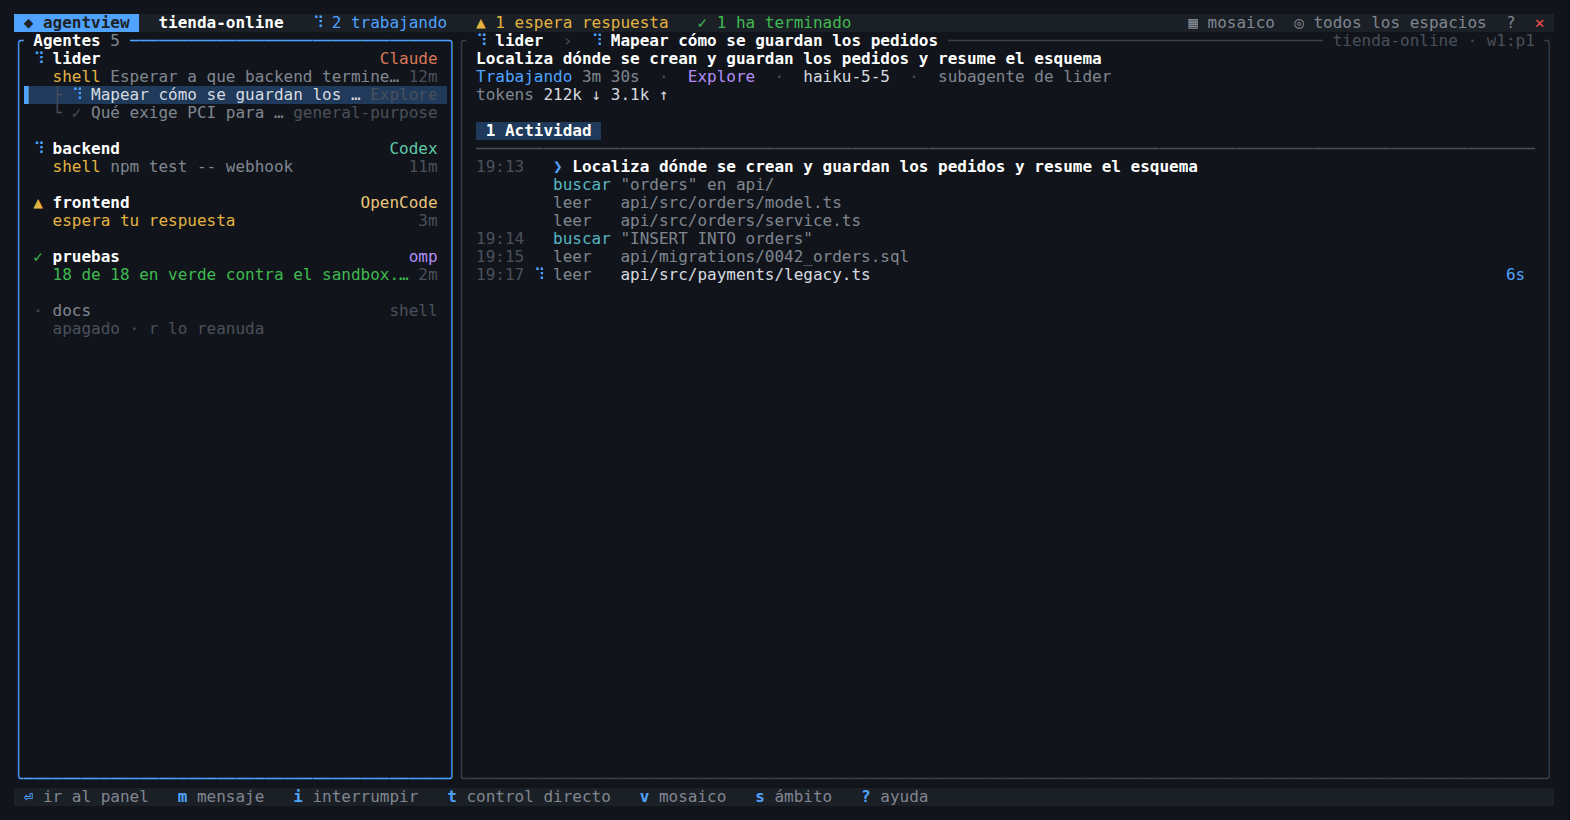 ◆ agentview  tienda-online  ⠹ 2 trabajando  ▲ 1 espera respuesta  ✓ 1 ha terminado  ▦ mosaico  ◎ todos los espacios  ?  ×
Agentes 5
⠹ lider  Claude
shell Esperar a que backend termine… 12m
├ ⠹ Mapear cómo se guardan los … Explore
└ ✓ Qué exige PCI para … general-purpose
⠹ backend  Codex
shell npm test -- webhook  11m
▲ frontend  OpenCode
espera tu respuesta  3m
✓ pruebas  omp
18 de 18 en verde contra el sandbox.… 2m
· docs  shell
apagado · r lo reanuda
⠹ lider  ›  ⠹ Mapear cómo se guardan los pedidos  tienda-online · w1:p1
Localiza dónde se crean y guardan los pedidos y resume el esquema
Trabajando 3m 30s  ·  Explore  ·  haiku-5-5  ·  subagente de lider
tokens 212k ↓ 3.1k ↑
1 Actividad
19:13  ❯ Localiza dónde se crean y guardan los pedidos y resume el esquema
buscar "orders" en api/
leer  api/src/orders/model.ts
leer  api/src/orders/service.ts
19:14  buscar "INSERT INTO orders"
19:15  leer  api/migrations/0042_orders.sql
19:17 ⠹ leer  api/src/payments/legacy.ts  6s
⏎ ir al panel  m mensaje  i interrumpir  t control directo  v mosaico  s ámbito  ? ayuda